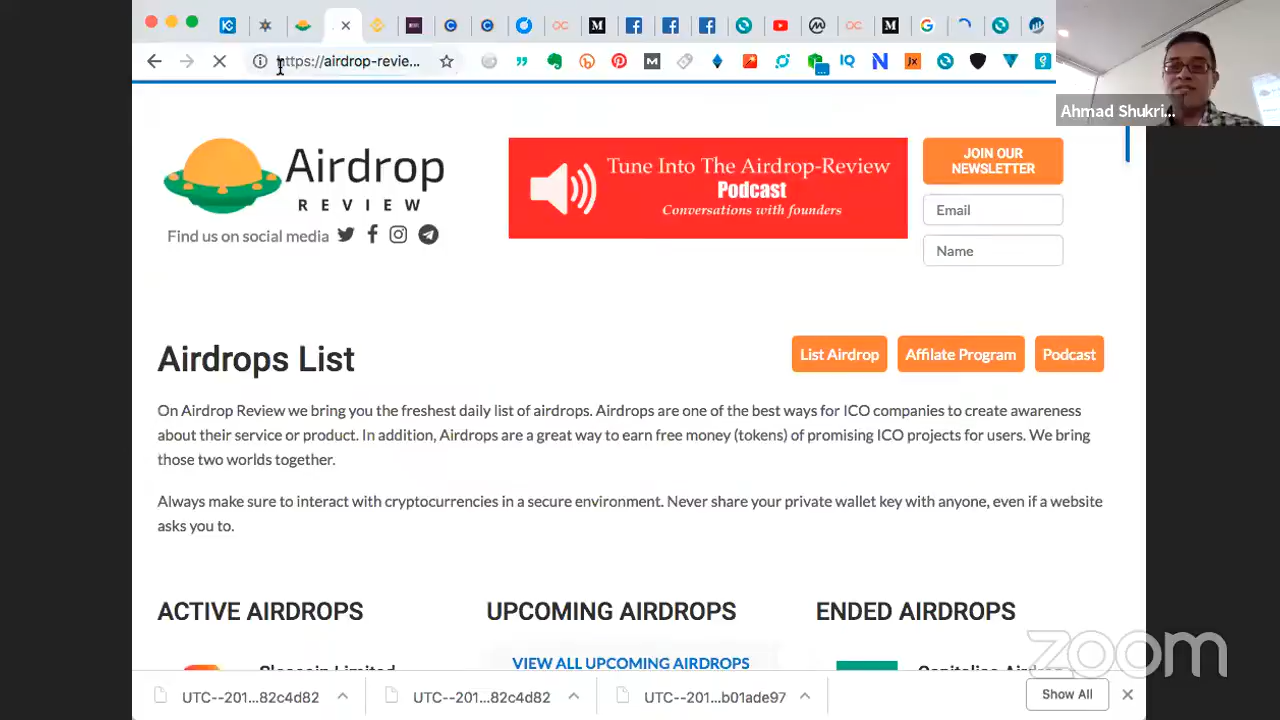 https://airdrop-revie...
Ahmad Shukri...
Airdrop
REVIEW
Find us on social media
Tune Into The Airdrop-Review
Podcast
Conversations with founders
JOIN OUR
NEWSLETTER
Email
Name
Airdrops List
List Airdrop
Affilate Program
Podcast
On Airdrop Review we bring you the freshest daily list of airdrops. Airdrops are one of the best ways for ICO companies to create awareness
about their service or product. In addition, Airdrops are a great way to earn free money (tokens) of promising ICO projects for users. We bring
those two worlds together.
Always make sure to interact with cryptocurrencies in a secure environment. Never share your private wallet key with anyone, even if a website
asks you to.
ACTIVE AIRDROPS
UPCOMING AIRDROPS
ENDED AIRDROPS
VIEW ALL UPCOMING AIRDROPS
Limited
zoom
UTC--201...82c4d82
UTC--201...82c4d82
UTC--201...b01ade97
Show All